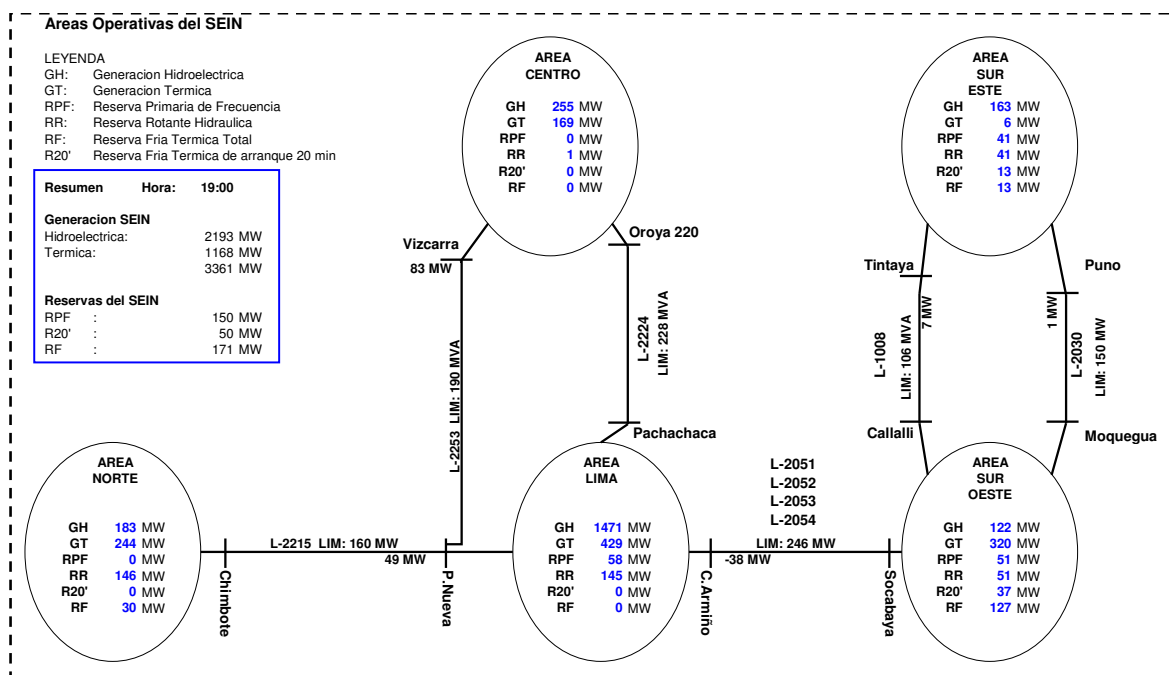 Areas Operativas del SEIN
LEYENDA
GH: Generacion Hidroelectrica
GT: Generacion Termica
RPF: Reserva Primaria de Frecuencia
RR: Reserva Rotante Hidraulica
RF: Reserva Fria Termica Total
R20' Reserva Fria Termica de arranque 20 min
Resumen Hora: 19:00
Generacion SEIN
Hidroelectrica: 2193 MW
Termica: 1168 MW
3361 MW
Reservas del SEIN
RPF : 150 MW
R20' : 50 MW
RF : 171 MW
AREA
CENTRO
GH 255 MW
GT 169 MW
RPF 0 MW
RR 1 MW
R20' 0 MW
RF 0 MW
AREA
SUR
ESTE
GH 163 MW
GT 6 MW
RPF 41 MW
RR 41 MW
R20' 13 MW
RF 13 MW
Vizcarra
83 MW
Oroya 220
L-2253 LIM: 190 MVA
L-2224
LIM: 228 MVA
Pachachaca
Tintaya
Puno
7 MW
1 MW
L-1008
LIM: 106 MVA
L-2030
LIM: 150 MW
Callalli
Moquegua
AREA
NORTE
GH 183 MW
GT 244 MW
RPF 0 MW
RR 146 MW
R20' 0 MW
RF 30 MW
L-2215 LIM: 160 MW
49 MW
Chimbote
P.Nueva
AREA
LIMA
GH 1471 MW
GT 429 MW
RPF 58 MW
RR 145 MW
R20' 0 MW
RF 0 MW
L-2051
L-2052
L-2053
L-2054
LIM: 246 MW
-38 MW
C.Armiño
Socabaya
AREA
SUR
OESTE
GH 122 MW
GT 320 MW
RPF 51 MW
RR 51 MW
R20' 37 MW
RF 127 MW